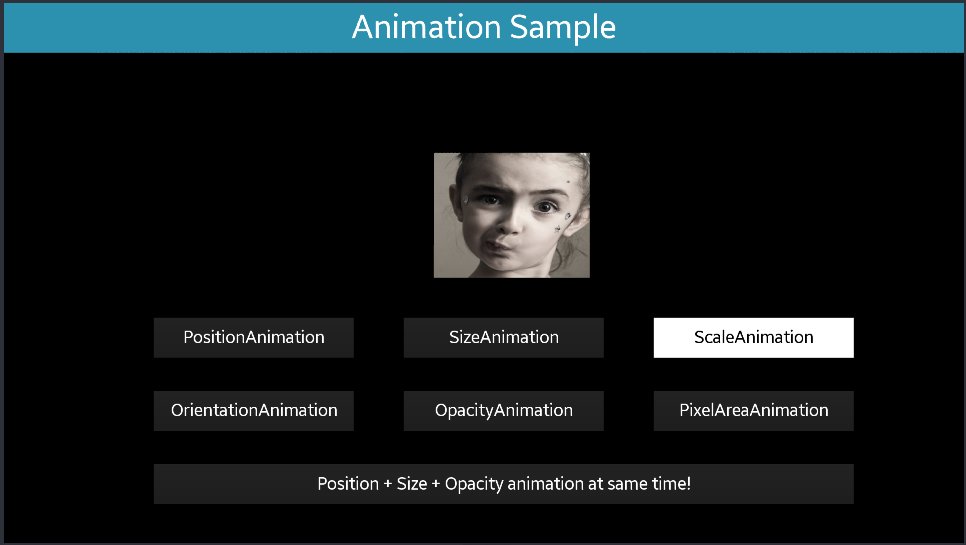 Animation Sample
PositionAnimation
SizeAnimation
ScaleAnimation
OrientationAnimation
OpacityAnimation
PixelAreaAnimation
Position + Size + Opacity animation at same time!